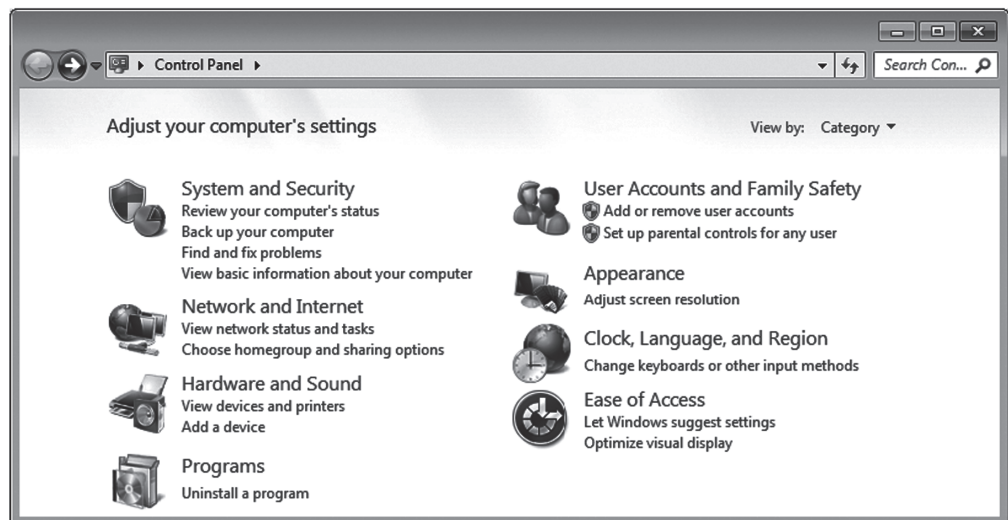 Control Panel
Search Con...
Adjust your computer's settings
View by: Category
System and Security
Review your computer's status
Back up your computer
Find and fix problems
View basic information about your computer
Network and Internet
View network status and tasks
Choose homegroup and sharing options
Hardware and Sound
View devices and printers
Add a device
Programs
Uninstall a program
User Accounts and Family Safety
Add or remove user accounts
Set up parental controls for any user
Appearance
Adjust screen resolution
Clock, Language, and Region
Change keyboards or other input methods
Ease of Access
Let Windows suggest settings
Optimize visual display